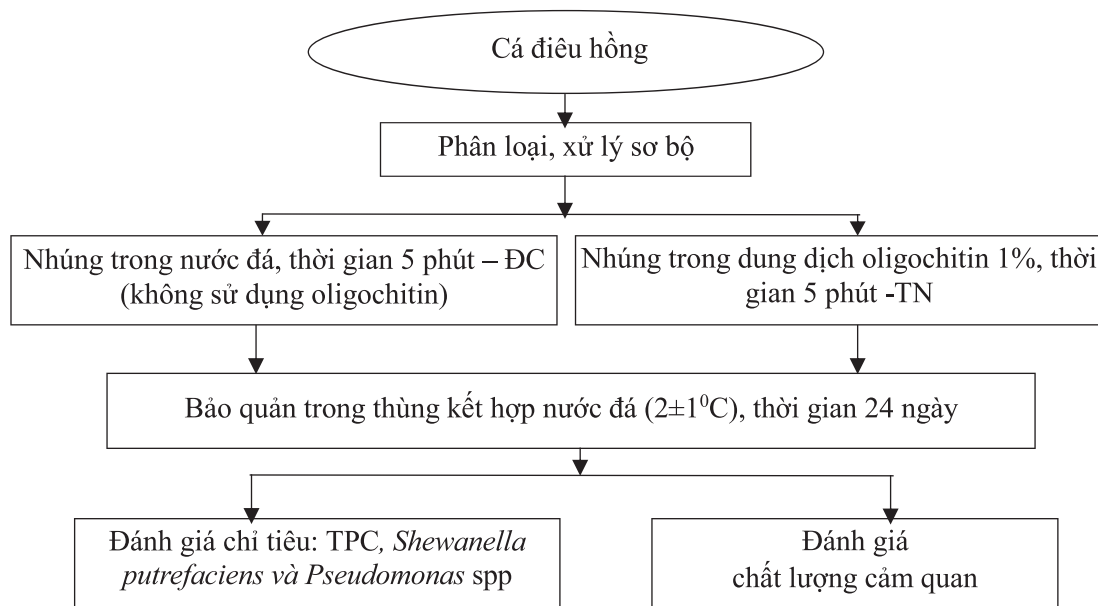 Cá điêu hồng
Phân loại, xử lý sơ bộ
Nhúng trong nước đá, thời gian 5 phút – ĐC
(không sử dụng oligochitin)
Nhúng trong dung dịch oligochitin 1%, thời
gian 5 phút -TN
Bảo quản trong thùng kết hợp nước đá (2±1⁰C), thời gian 24 ngày
Đánh giá chỉ tiêu: TPC, Shewanella
putrefaciens và Pseudomonas spp
Đánh giá
chất lượng cảm quan